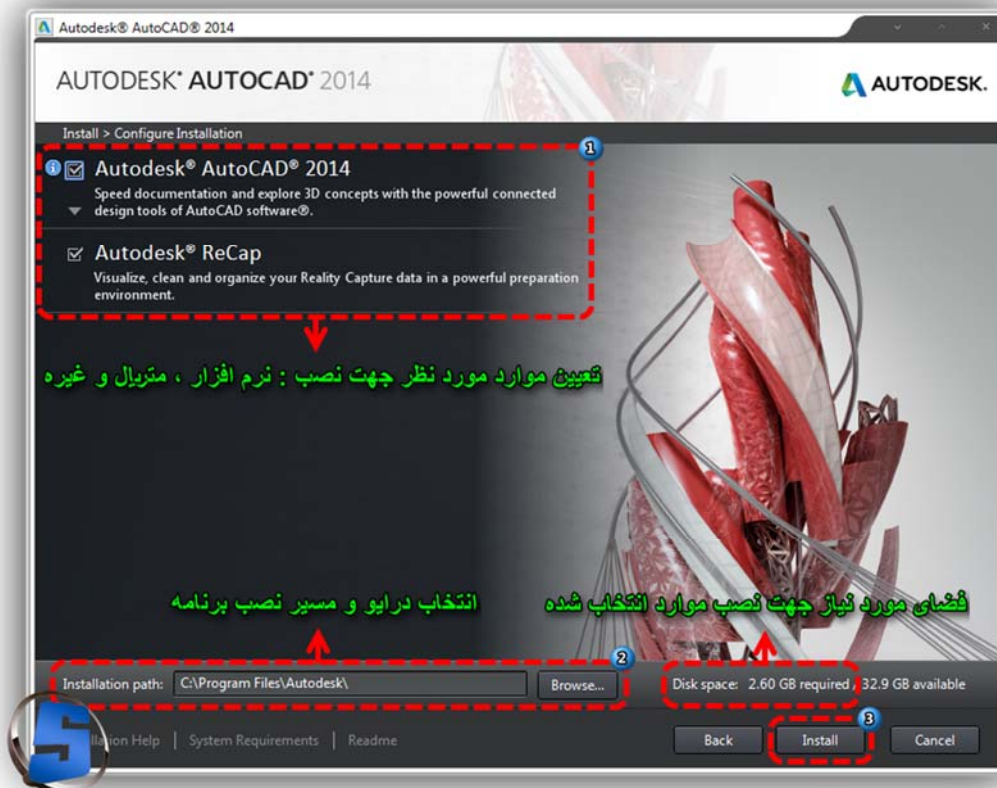 Autodesk® AutoCAD® 2014
AUTODESK® AUTOCAD® 2014
AUTODESK.
Install > Configure Installation
1
Autodesk® AutoCAD® 2014
Speed documentation and explore 3D concepts with the powerful connected
design tools of AutoCAD software®.
Autodesk® ReCap
Visualize, clean and organize your Reality Capture data in a powerful preparation
environment.
تعیین موارد مورد نظر جهت نصب : نرم افزار ، متریال و غیره
انتخاب درایو و مسیر نصب برنامه
فضای مورد نیاز جهت نصب موارد انتخاب شده
2
Installation path: C:\Program Files\Autodesk\ Browse... Disk space: 2.60 GB required / 32.9 GB available
3
Help | System Requirements | Readme Back Install Cancel
S